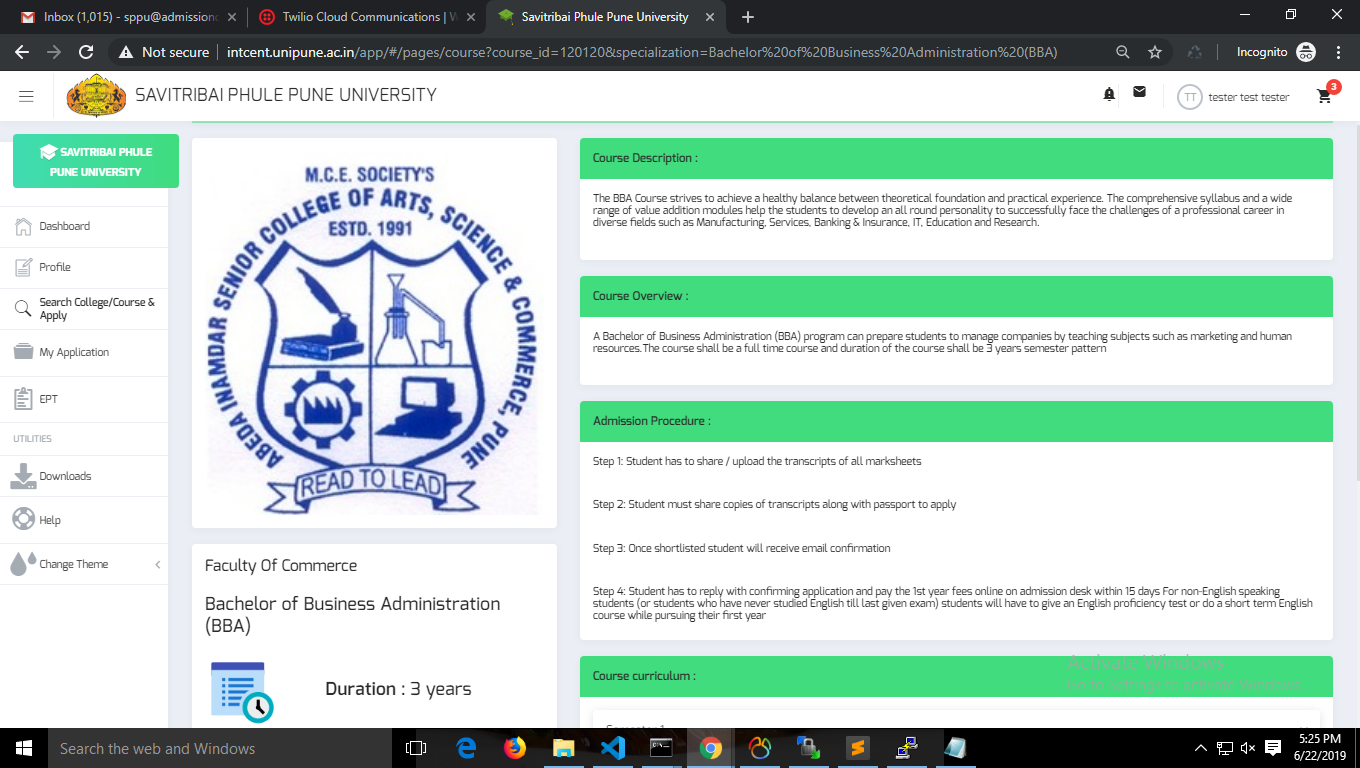 Inbox (1,015) - sppu@admission
Twilio Cloud Communications | W
Savitribai Phule Pune University
Not secure
intcent.unipune.ac.in/app/#/pages/course?course_id=120120&specialization=Bachelor%20of%20Business%20Administration%20(BBA)
Incognito
SAVITRIBAI PHULE PUNE UNIVERSITY
TT
tester test tester
3
SAVITRIBAI PHULE
PUNE UNIVERSITY
Dashboard
Profile
Search College/Course &
Apply
My Application
EPT
UTILITIES
Downloads
Help
Change Theme
M.C.E. SOCIETY'S
ABEDA INAMDAR SENIOR COLLEGE OF ARTS, SCIENCE & COMMERCE, PUNE
ESTD. 1991
READ TO LEAD
Faculty Of Commerce
Bachelor of Business Administration
(BBA)
Duration : 3 years
Course Description :
The BBA Course strives to achieve a healthy balance between theoretical foundation and practical experience. The comprehensive syllabus and a wide
range of value addition modules help the students to develop an all round personality to successfully face the challenges of a professional career in
diverse fields such as Manufacturing, Services, Banking & Insurance, IT, Education and Research.
Course Overview :
A Bachelor of Business Administration (BBA) program can prepare students to manage companies by teaching subjects such as marketing and human
resources.The course shall be a full time course and duration of the course shall be 3 years semester pattern
Admission Procedure :
Step 1: Student has to share / upload the transcripts of all marksheets
Step 2: Student must share copies of transcripts along with passport to apply
Step 3: Once shortlisted student will receive email confirmation
Step 4: Student has to reply with confirming application and pay the 1st year fees online on admission desk within 15 days For non-English speaking
students (or students who have never studied English till last given exam) students will have to give an English proficiency test or do a short term English
course while pursuing their first year
Course curriculum :
Semester 1
Activate Windows
Go to Settings to activate Windows.
Search the web and Windows
5:25 PM
6/22/2019